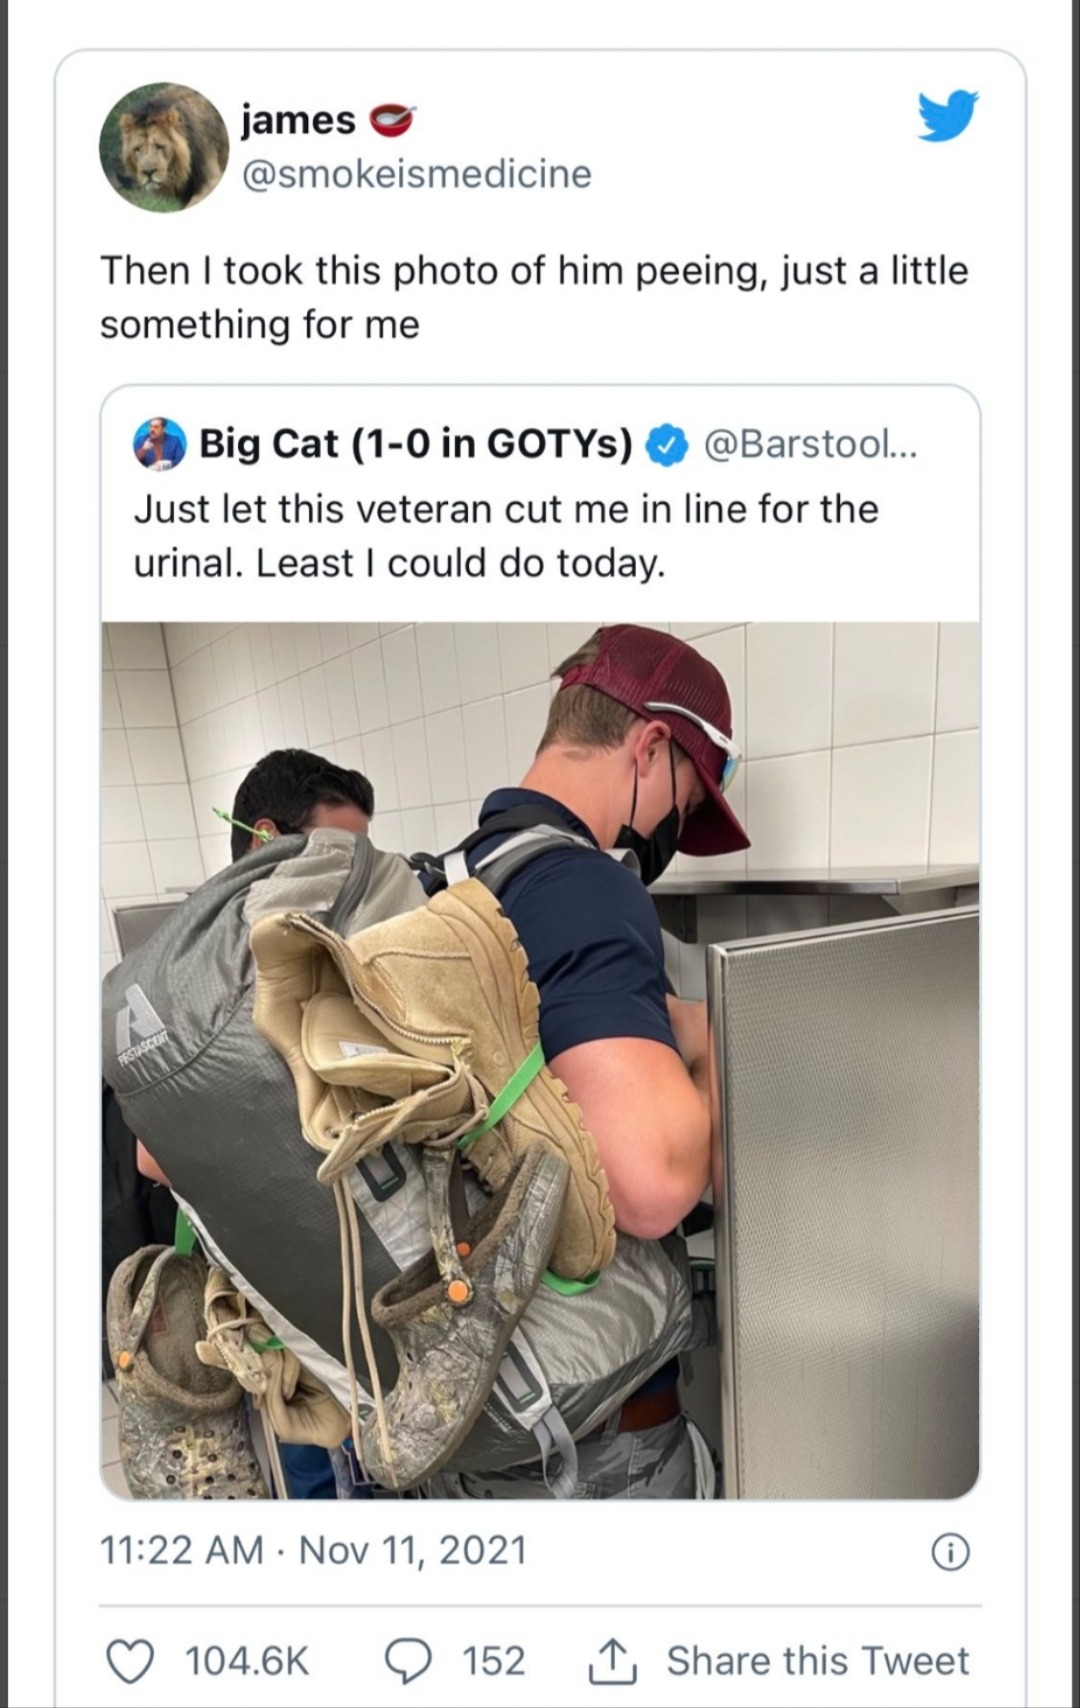 james 🥣
@smokeismedicine
Then I took this photo of him peeing, just a little
something for me
Big Cat (1-0 in GOTYs) @Barstool...
Just let this veteran cut me in line for the
urinal. Least I could do today.
FIRSTASCENT
11:22 AM · Nov 11, 2021
104.6K 152 Share this Tweet